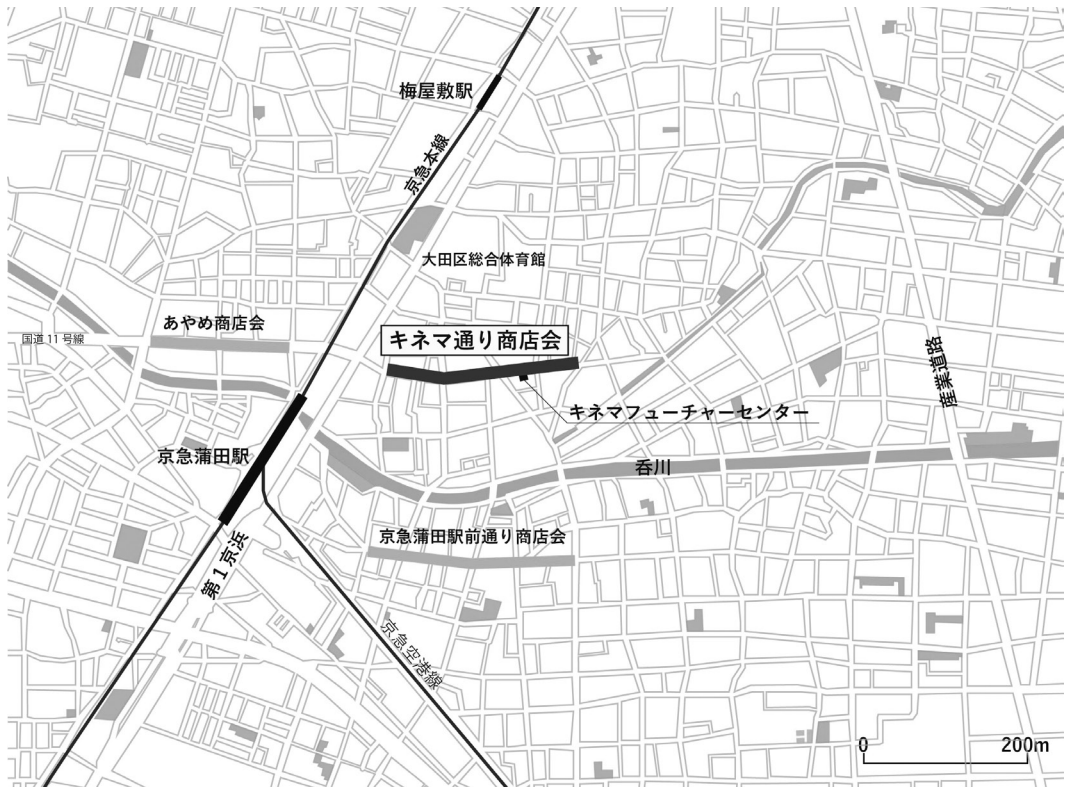 梅屋敷駅
京急本線
大田区総合体育館
あやめ商店会
国道11号線
キネマ通り商店会
産業道路
キネマフューチャーセンター
京急蒲田駅
呑川
京急蒲田駅前通り商店会
第1京浜
京急空港線
0 200m